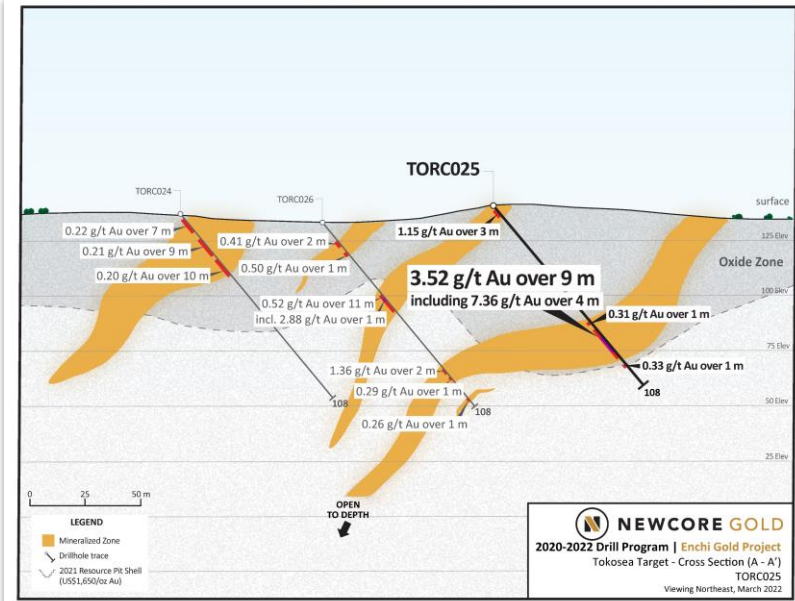 TORC025
TORC024
TORC026
surface
0.22 g/t Au over 7 m
0.21 g/t Au over 9 m
0.20 g/t Au over 10 m
0.41 g/t Au over 2 m
0.50 g/t Au over 1 m
1.15 g/t Au over 3 m
125 Elev
Oxide Zone
3.52 g/t Au over 9 m
including 7.36 g/t Au over 4 m
0.52 g/t Au over 11 m
incl. 2.88 g/t Au over 1 m
100 Elev
0.31 g/t Au over 1 m
75 Elev
1.36 g/t Au over 2 m
0.29 g/t Au over 1 m
0.26 g/t Au over 1 m
0.33 g/t Au over 1 m
108
108
108
50 Elev
25 Elev
0 25 50 m
OPEN
TO DEPTH
LEGEND
Mineralized Zone
Drillhole trace
2021 Resource Pit Shell
(US$1,650/oz Au)
NEWCORE GOLD
2020-2022 Drill Program | Enchi Gold Project
Tokosea Target - Cross Section (A - A')
TORC025
Viewing Northeast, March 2022